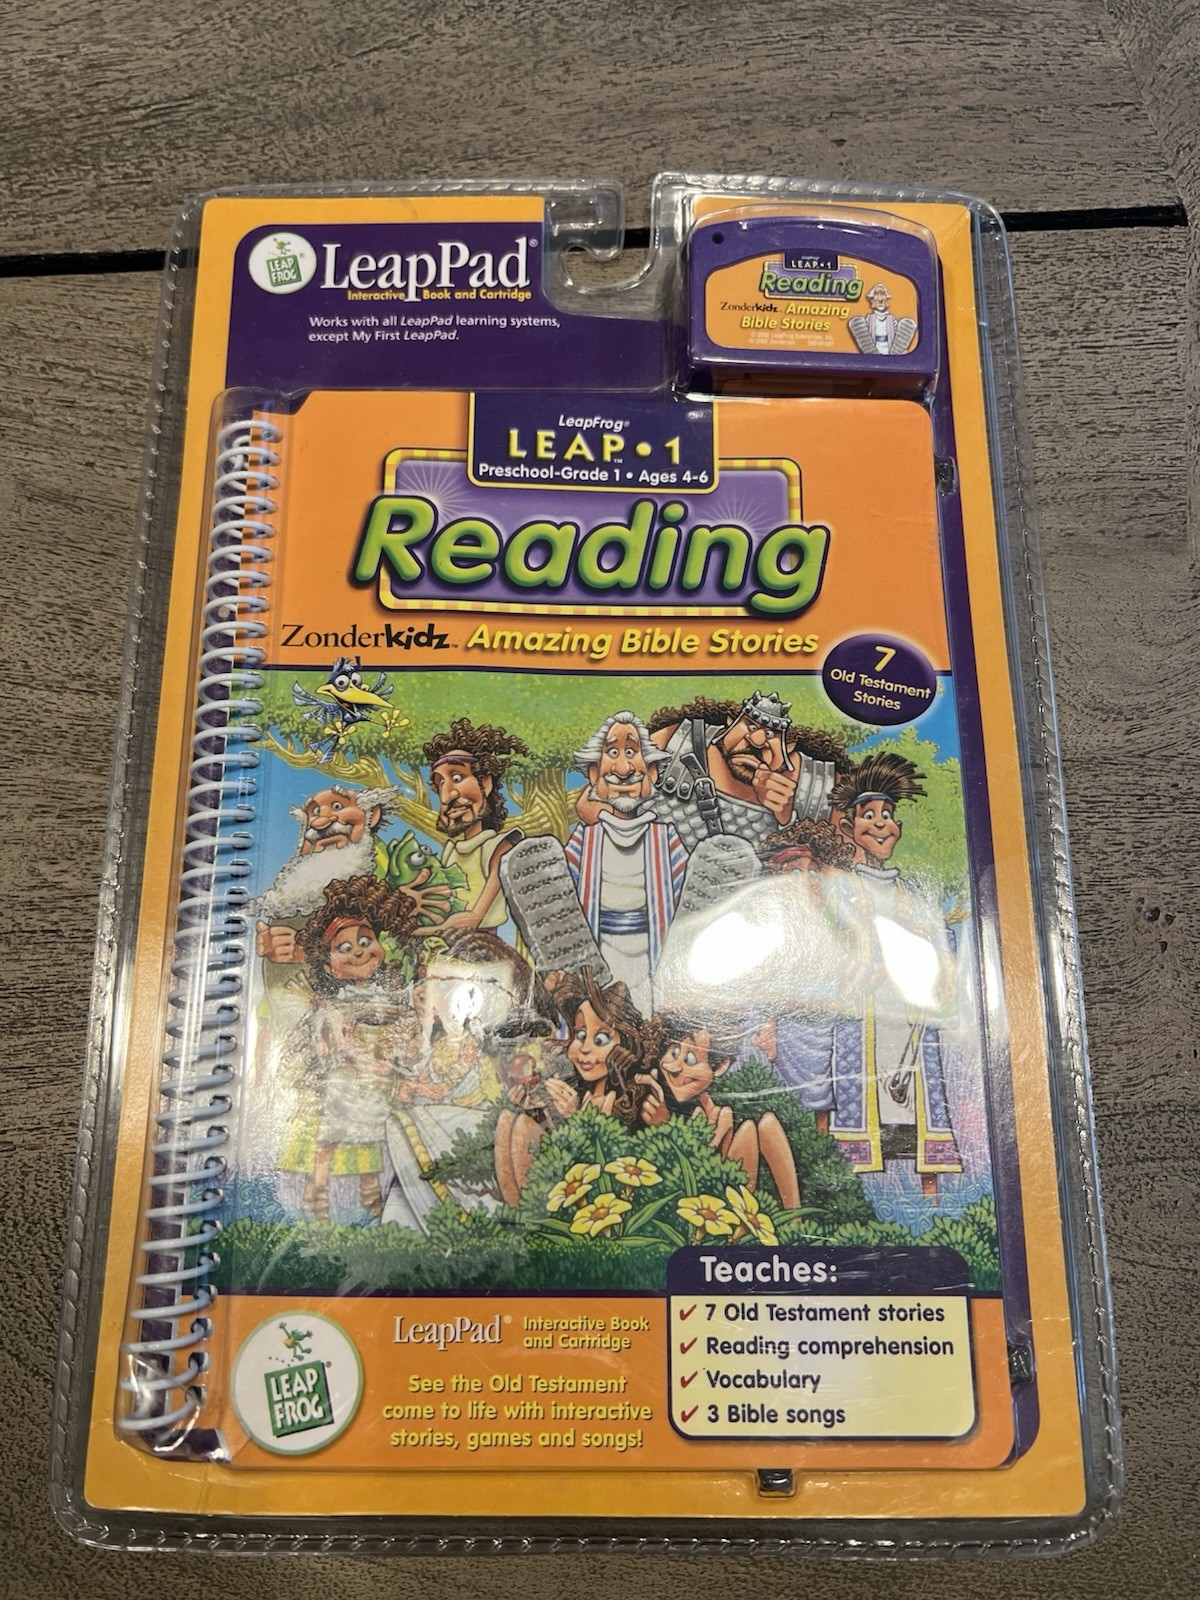 LEAP
FROG
LeapPad®
Interactive Book and Cartridge
Works with all LeapPad learning systems,
except My First LeapPad.
LEAP•1
Reading
Zonderkidz™ Amazing
Bible Stories
LeapFrog®
LEAP™•1
Preschool-Grade 1 • Ages 4-6
Reading
Zonderkidz™ Amazing Bible Stories
7
Old Testament
Stories
Teaches:
✓ 7 Old Testament stories
✓ Reading comprehension
✓ Vocabulary
✓ 3 Bible songs
LeapPad® Interactive Book
and Cartridge
See the Old Testament
come to life with interactive
stories, games and songs!
LEAP
FROG®